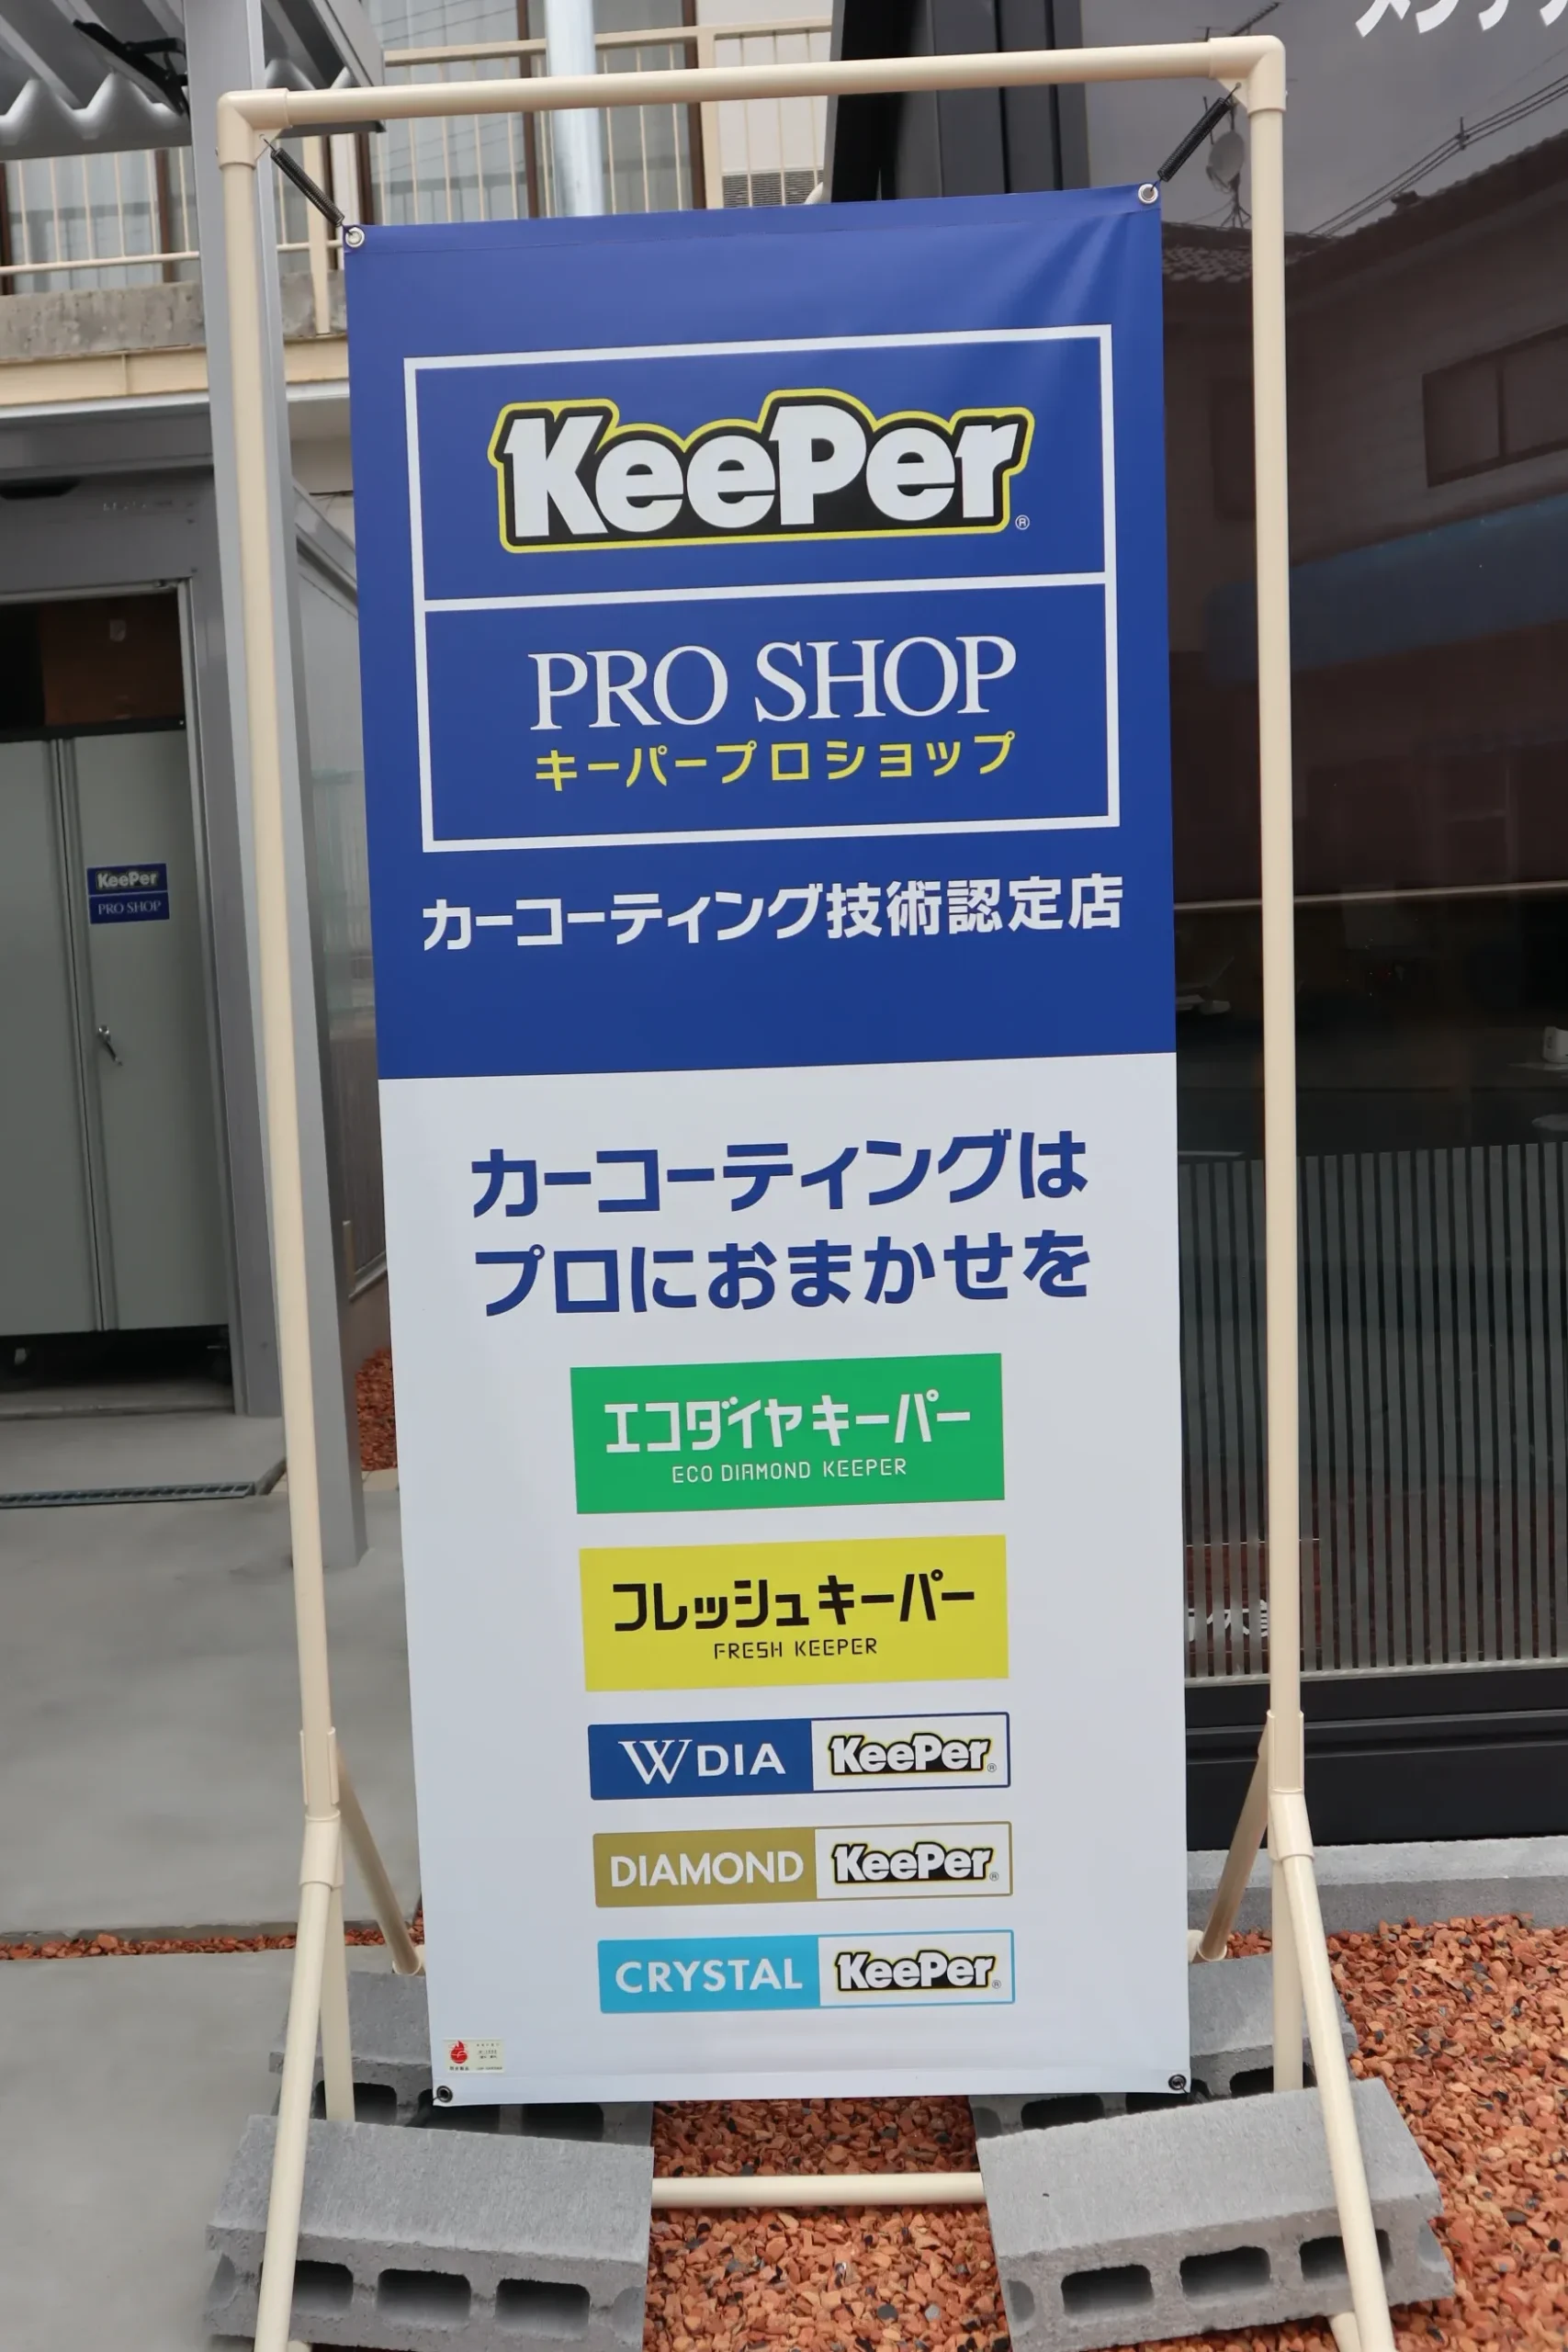 KeePer®
PRO SHOP
キーパープロショップ
カーコーティング技術認定店
カーコーティングは
プロにおまかせを
エコダイヤキーパー
ECO DIAMOND KEEPER
フレッシュキーパー
FRESH KEEPER
W DIA KeePer®
DIAMOND KeePer®
CRYSTAL KeePer®
KeePer
PRO SHOP